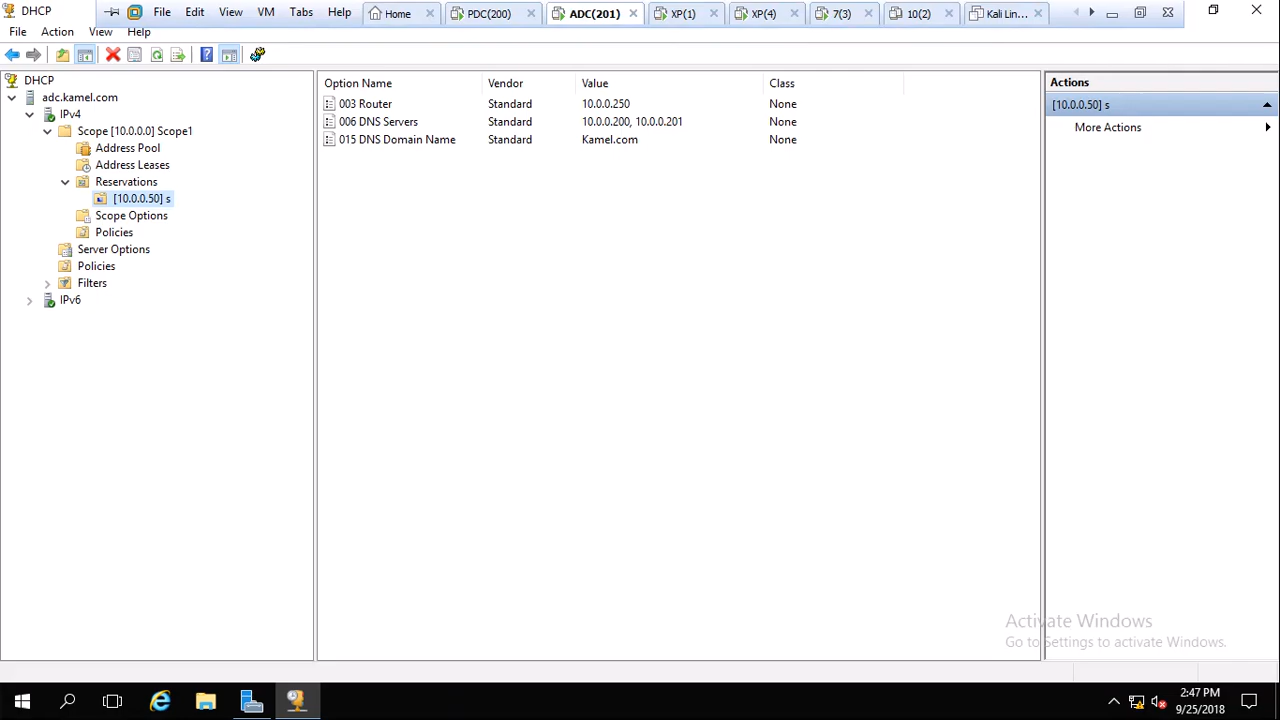 DHCP
File Edit View VM Tabs Help
Home PDC(200) ADC(201) XP(1) XP(4) 7(3) 10(2) Kali Lin...
File Action View Help
DHCP
adc.kamel.com
IPv4
Scope [10.0.0.0] Scope1
Address Pool
Address Leases
Reservations
[10.0.0.50] s
Scope Options
Policies
Server Options
Policies
Filters
IPv6
Option Name Vendor Value Class
003 Router Standard 10.0.0.250 None
006 DNS Servers Standard 10.0.0.200, 10.0.0.201 None
015 DNS Domain Name Standard Kamel.com None
Actions
[10.0.0.50] s
More Actions
Activate Windows
Go to Settings to activate Windows.
2:47 PM
9/25/2018